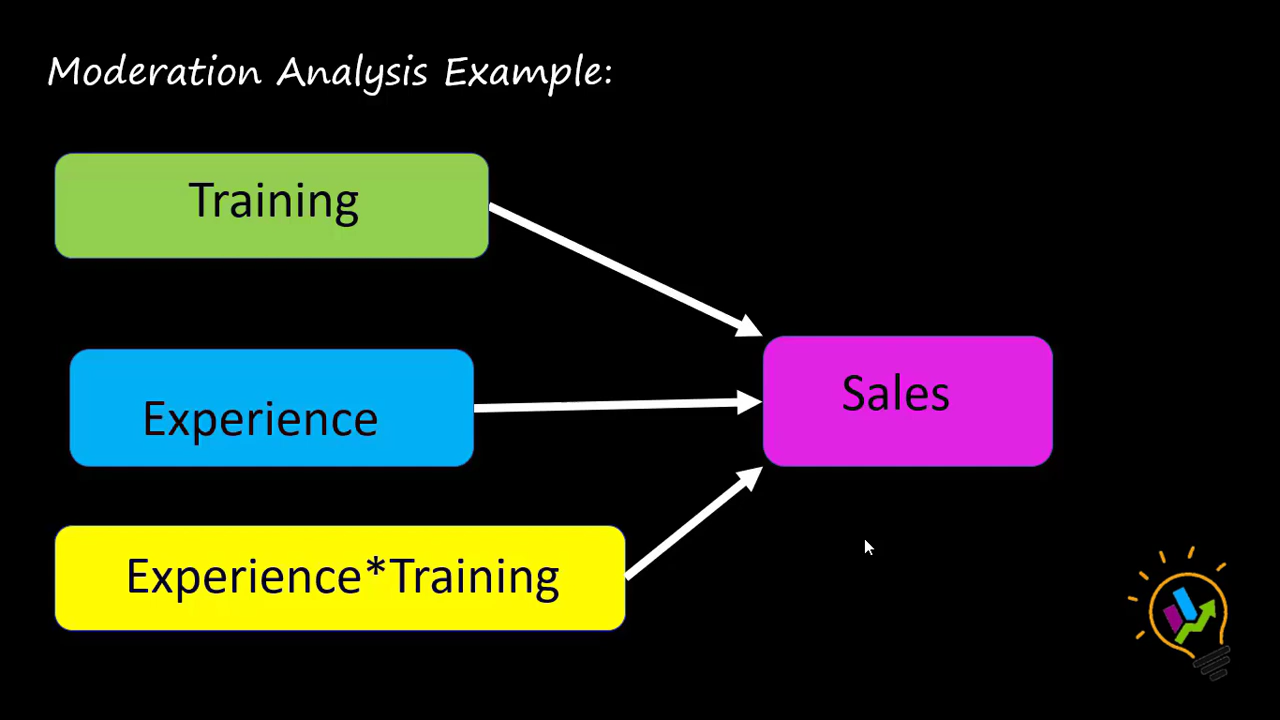 Moderation Analysis Example:
Training
Experience
Sales
Experience*Training